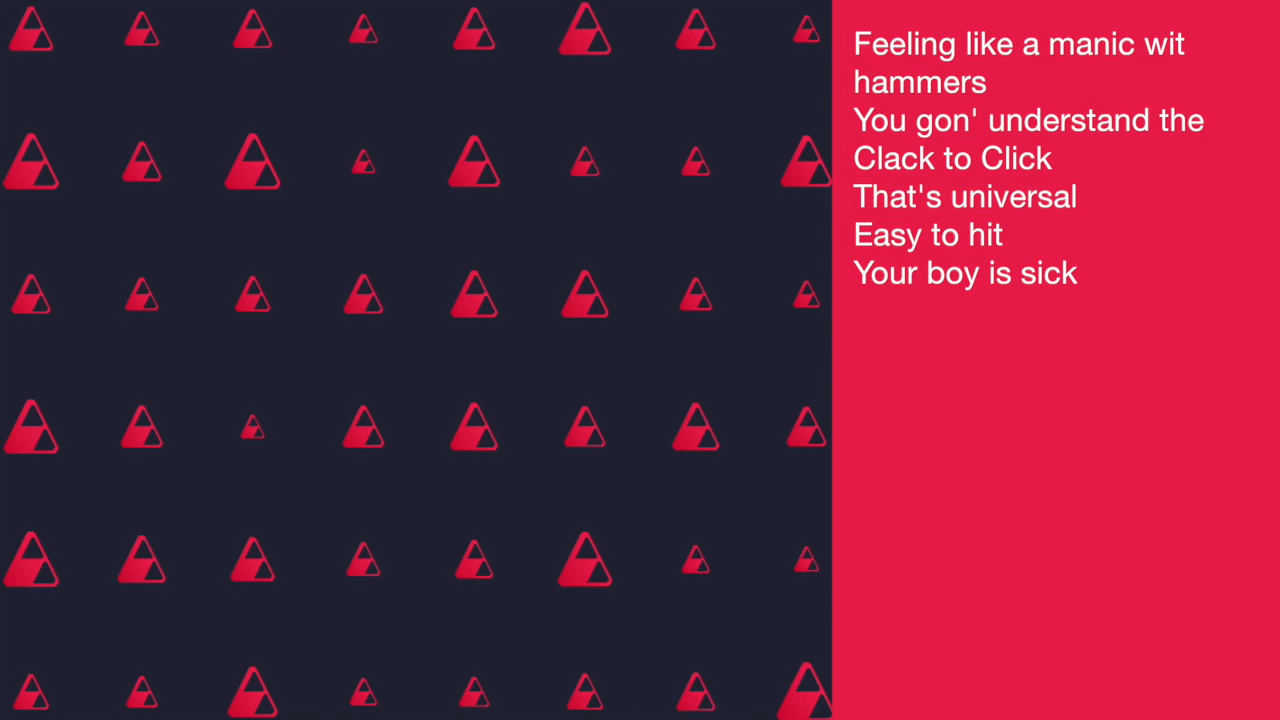 Feeling like a manic wit
hammers
You gon' understand the
Clack to Click
That's universal
Easy to hit
Your boy is sick